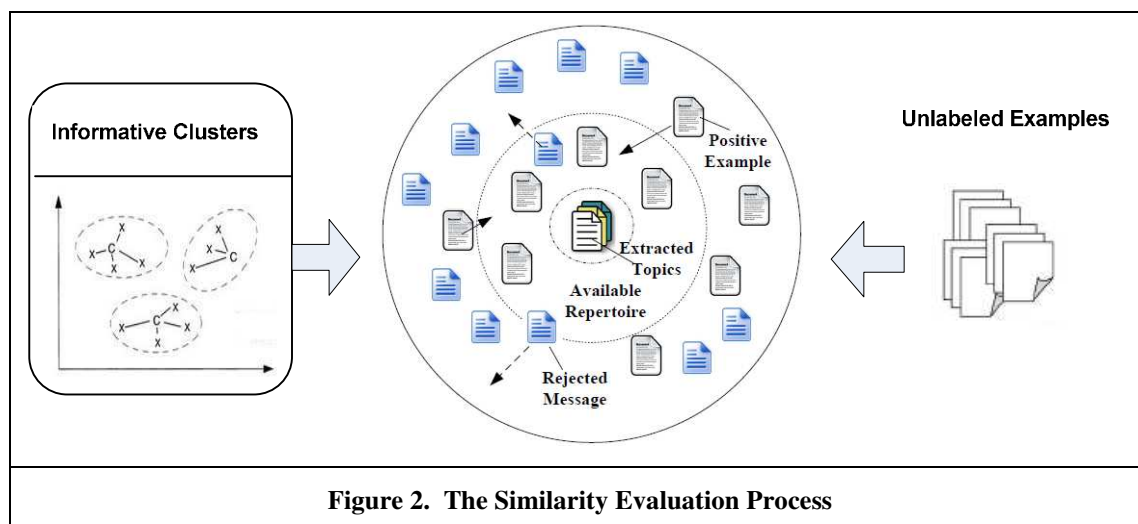 Informative Clusters
X
X
C
X
X
X
X
C
X
X
C
X
X
X
Positive
Example
Extracted
Topics
Available
Repertoire
Rejected
Message
Unlabeled Examples
Figure 2. The Similarity Evaluation Process